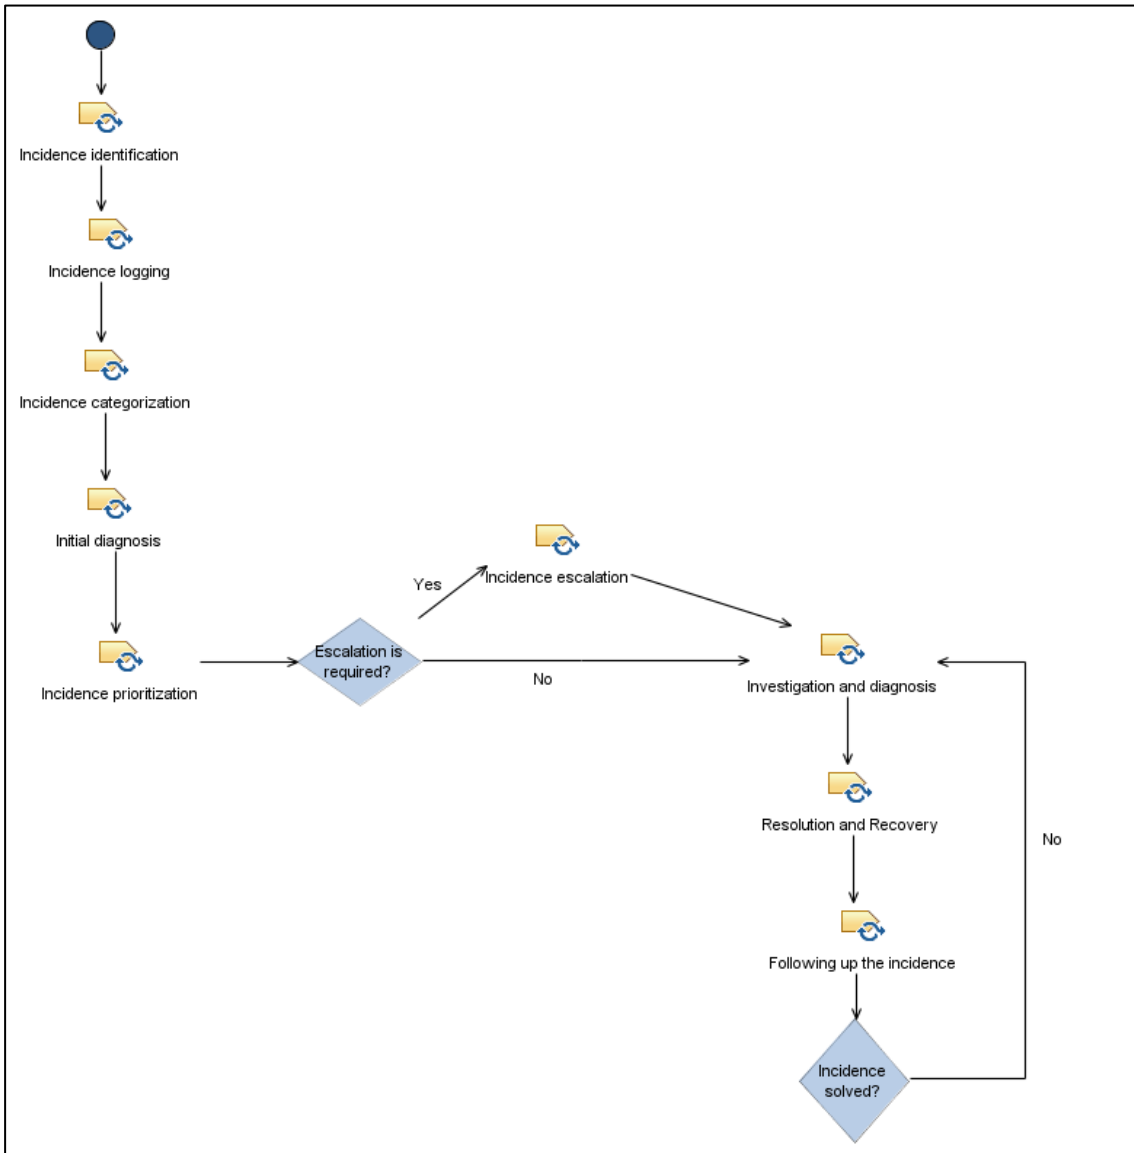 Incidence identification
Incidence logging
Incidence categorization
Initial diagnosis
Incidence prioritization
Escalation is
required?
Yes
Incidence escalation
No
Investigation and diagnosis
Resolution and Recovery
Following up the incidence
Incidence
solved?
No